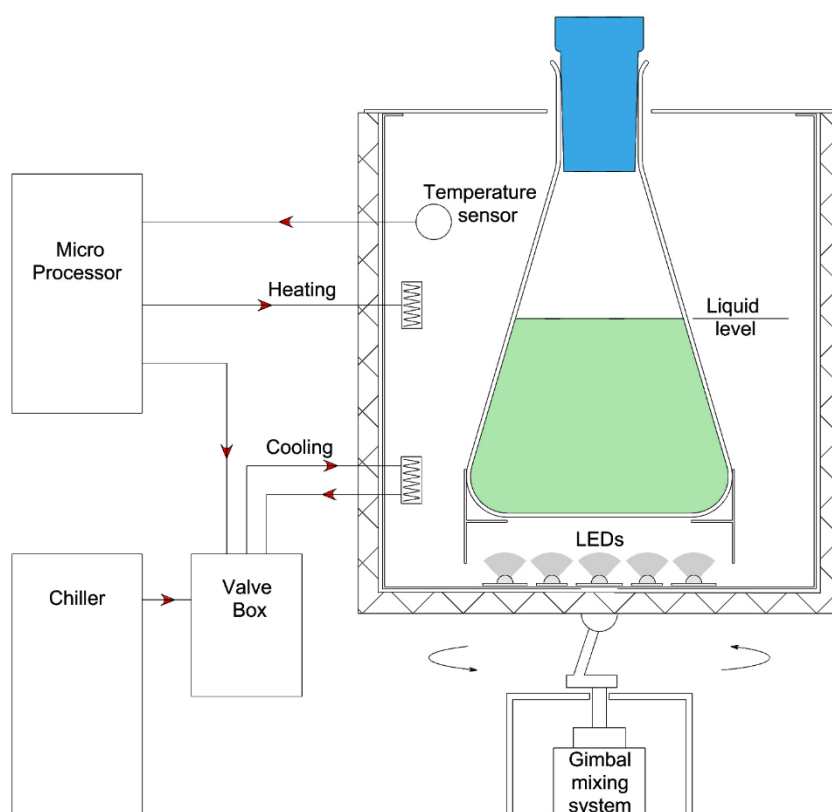 Temperature
sensor
Micro
Processor
Heating
Liquid
level
Cooling
LEDs
Chiller
Valve
Box
Gimbal
mixing
system